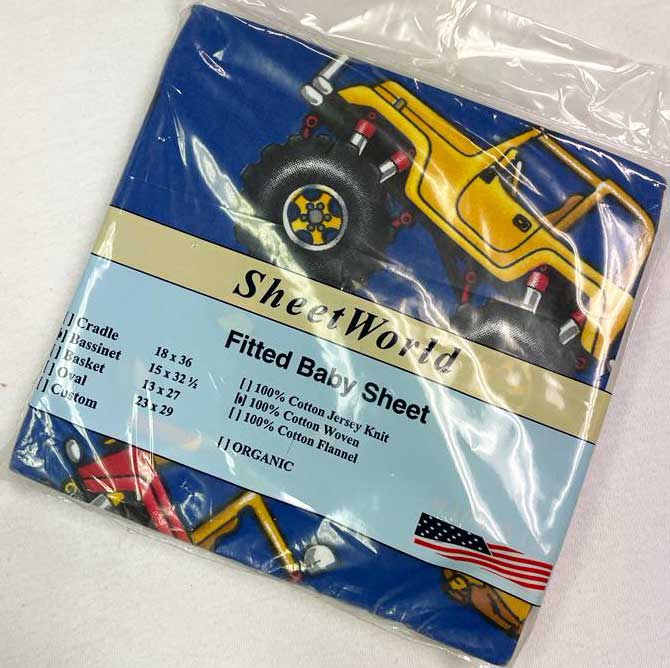 SheetWorld
Fitted Baby Sheet
[ ] Cradle 18 x 36
[ ] Bassinet 15 x 32 ½
[ ] Basket 13 x 27
[ ] Oval 23 x 29
[ ] Custom
[ ] 100% Cotton Jersey Knit
[ ] 100% Cotton Woven
[ ] 100% Cotton Flannel
[ ] ORGANIC